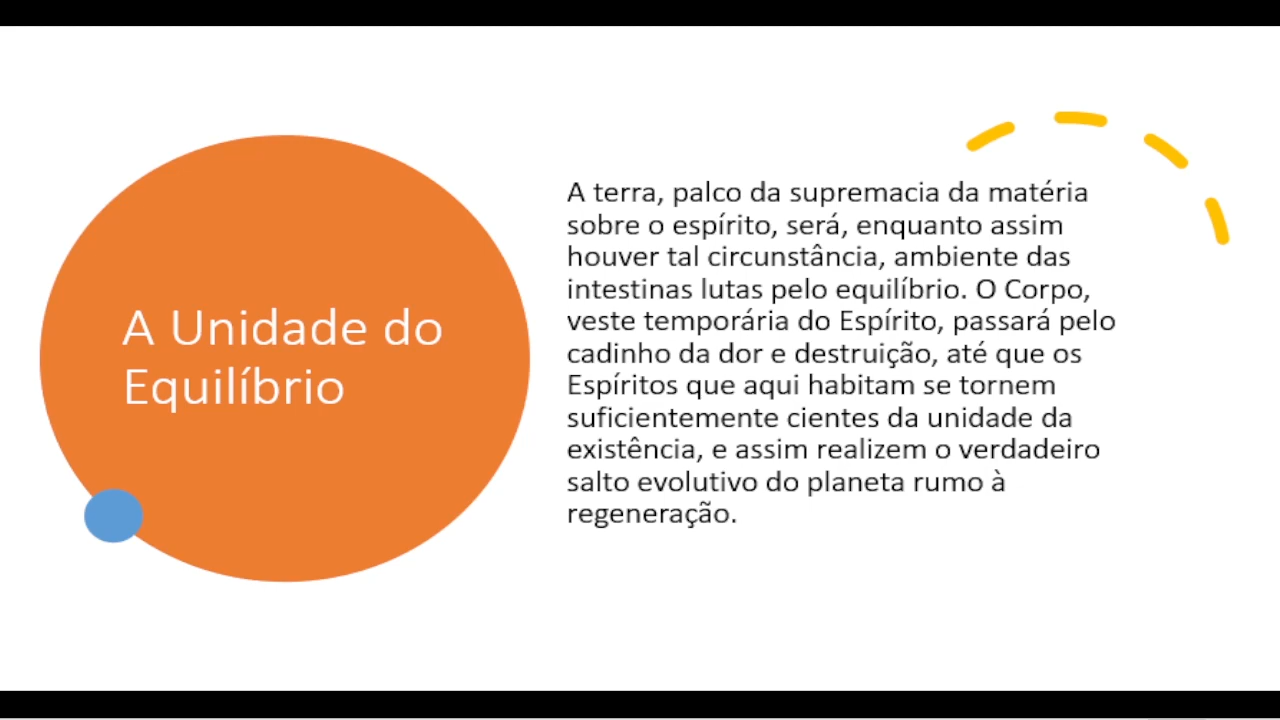 A Unidade do
Equilíbrio
A terra, palco da supremacia da matéria
sobre o espírito, será, enquanto assim
houver tal circunstância, ambiente das
intestinas lutas pelo equilíbrio. O Corpo,
veste temporária do Espírito, passará pelo
cadinho da dor e destruição, até que os
Espíritos que aqui habitam se tornem
suficientemente cientes da unidade da
existência, e assim realizem o verdadeiro
salto evolutivo do planeta rumo à
regeneração.